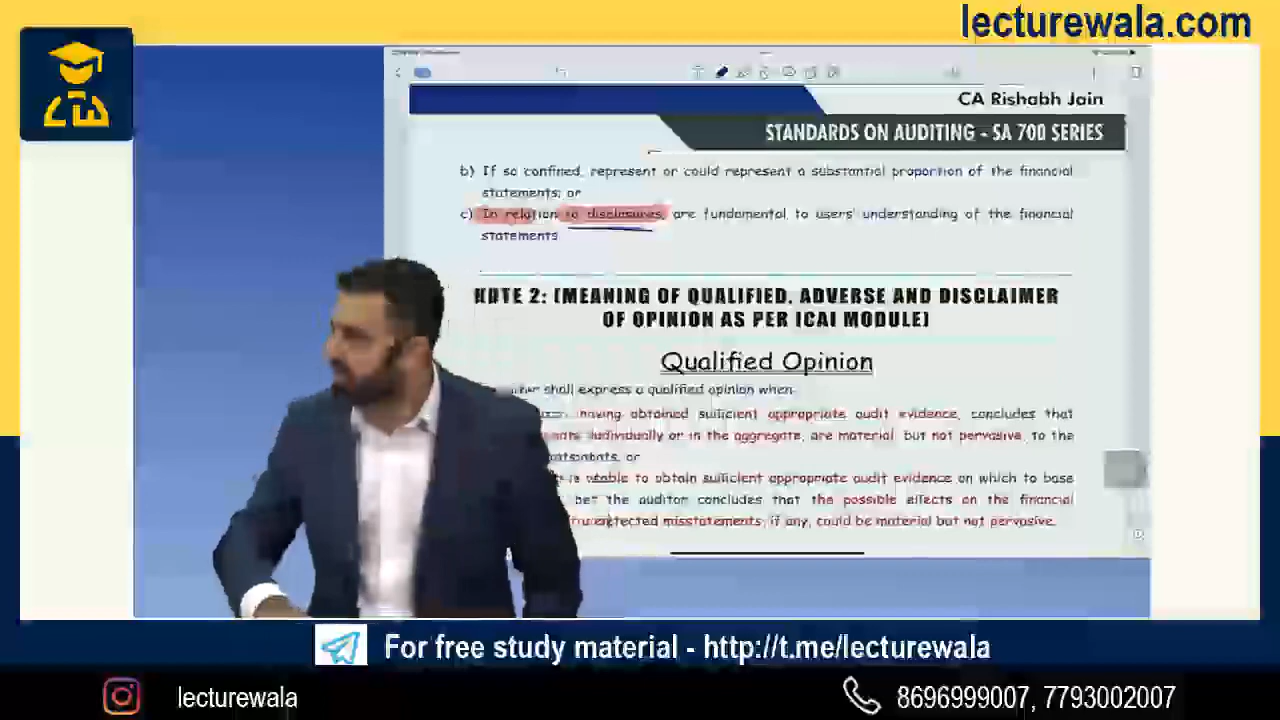 lecturewala.com
CA Rishabh Jain
STANDARDS ON AUDITING - SA 700 SERIES
b) If so confined, represent or could represent a substantial proportion of the financial
statements; or
c) In relation to disclosures, are fundamental to users' understanding of the financial
statements
NOTE 2: (MEANING OF QUALIFIED, ADVERSE AND DISCLAIMER
OF OPINION AS PER ICAI MODULE)
Qualified Opinion
shall express a qualified opinion when
having obtained sufficient appropriate audit evidence, concludes that
individually or in the aggregate, are material, but not pervasive, to the
or
is unable to obtain sufficient appropriate audit evidence on which to base
the auditor concludes that the possible effects on the financial
misstatements, if any, could be material but not pervasive.
For free study material - http://t.me/lecturewala
lecturewala
8696999007, 7793002007